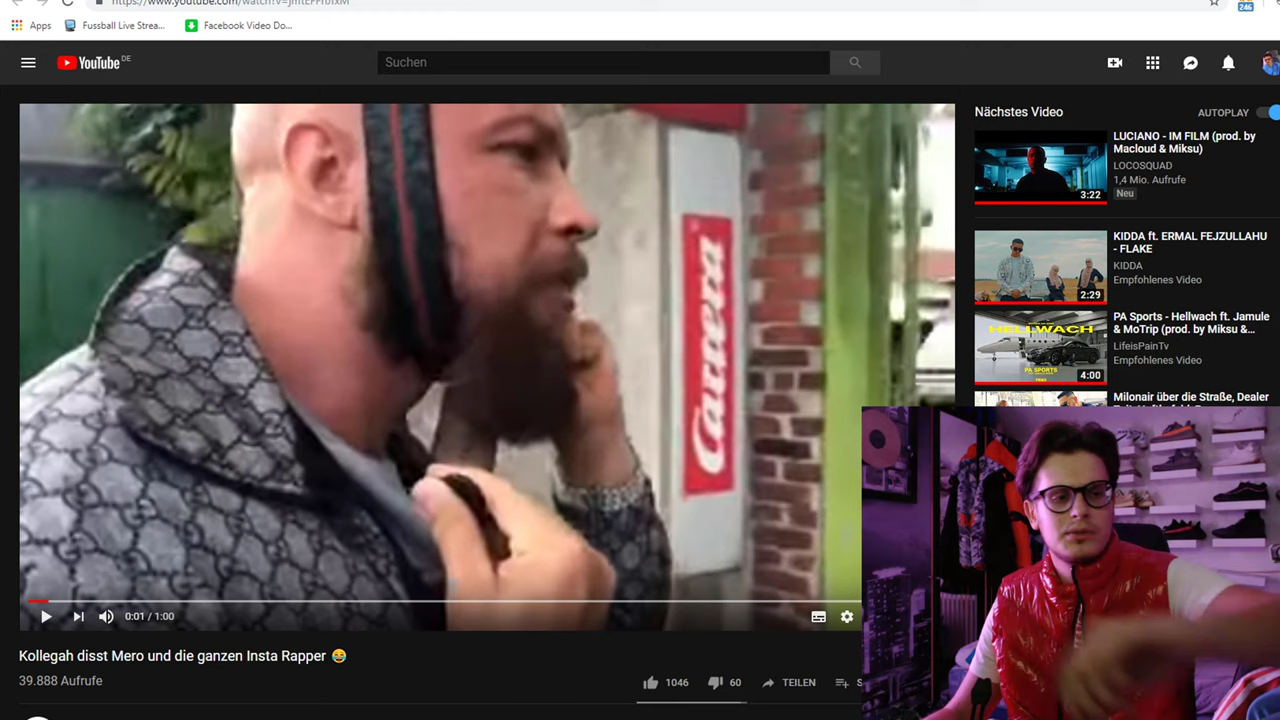 Apps Fussball Live Strea... Facebook Video Do...
246
YouTube DE
Suchen
Carrera
0:01 / 1:00
Kollegah disst Mero und die ganzen Insta Rapper 😂
39.888 Aufrufe
1046 60 TEILEN
Nächstes Video AUTOPLAY
LUCIANO - IM FILM (prod. by
Macloud & Miksu)
LOCOSQUAD
1,4 Mio. Aufrufe
Neu
3:22
KIDDA ft. ERMAL FEJZULLAHU
- FLAKE
KIDDA
Empfohlenes Video
2:29
PA Sports - Hellwach ft. Jamule
& MoTrip (prod. by Miksu &...
LifeisPainTv
Empfohlenes Video
HELLWACH
PA SPORTS
4:00
Milonair über die Straße, Dealer